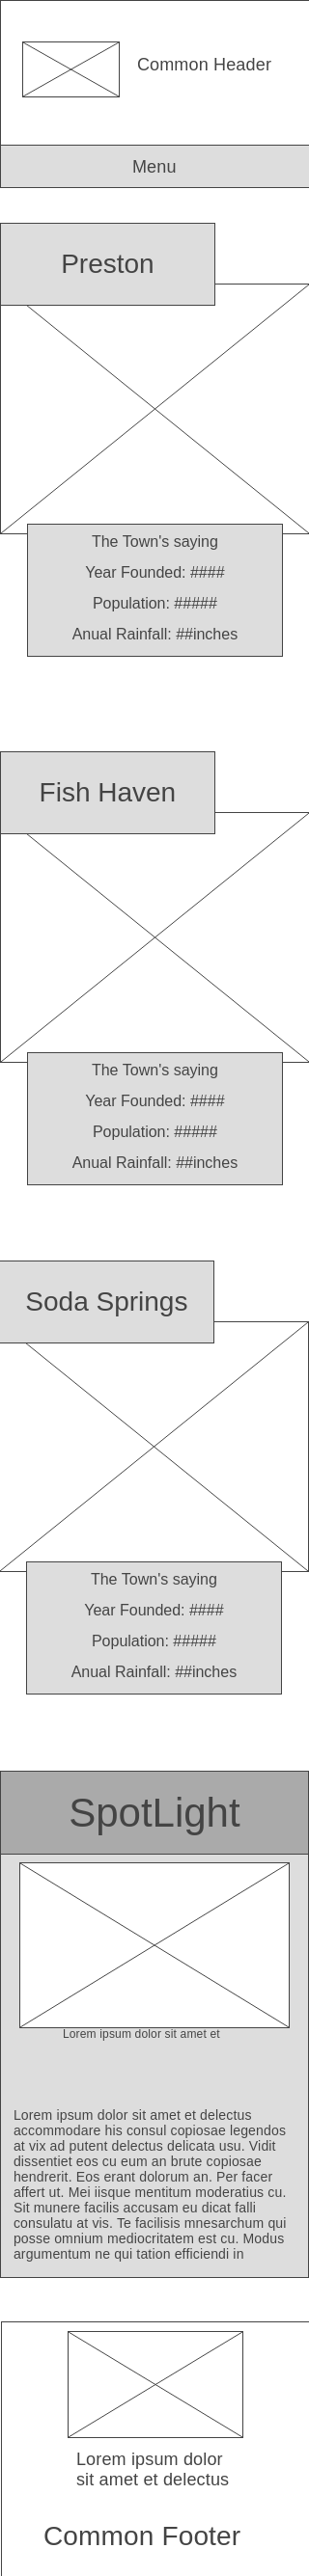 Common Header
Menu
Preston
The Town's saying
Year Founded: ####
Population: #####
Anual Rainfall: ##inches
Fish Haven
The Town's saying
Year Founded: ####
Population: #####
Anual Rainfall: ##inches
Soda Springs
The Town's saying
Year Founded: ####
Population: #####
Anual Rainfall: ##inches
SpotLight
Lorem ipsum dolor sit amet et
Lorem ipsum dolor sit amet et delectus
accommodare his consul copiosae legendos
at vix ad putent delectus delicata usu. Vidit
dissentiet eos cu eum an brute copiosae
hendrerit. Eos erant dolorum an. Per facer
affert ut. Mei iisque mentitum moderatius cu.
Sit munere facilis accusam eu dicat falli
consulatu at vis. Te facilisis mnesarchum qui
posse omnium mediocritatem est cu. Modus
argumentum ne qui tation efficiendi in
Lorem ipsum dolor
sit amet et delectus
Common Footer